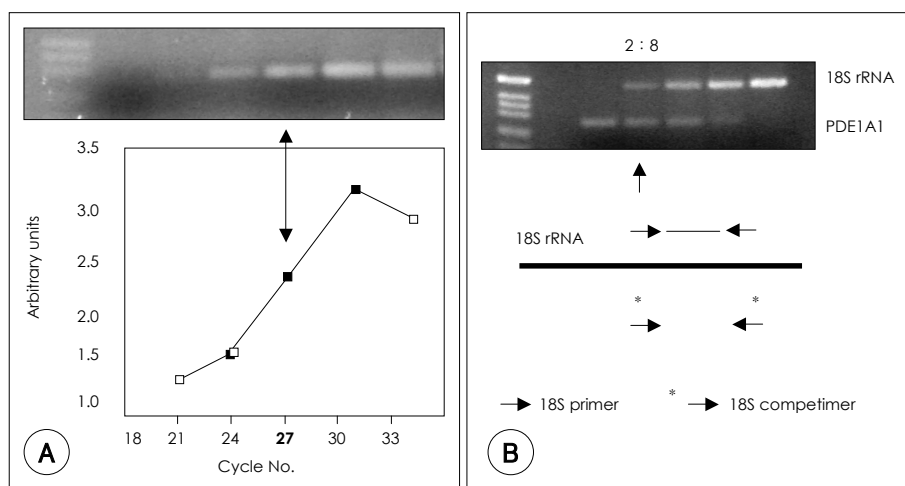 3.5
3.0
2.5
2.0
1.5
1.0
Arbitrary units
18 21 24 27 30 33
Cycle No.
A
2 : 8
18S rRNA
PDE1A1
18S rRNA
* *
18S primer * 18S competimer
B